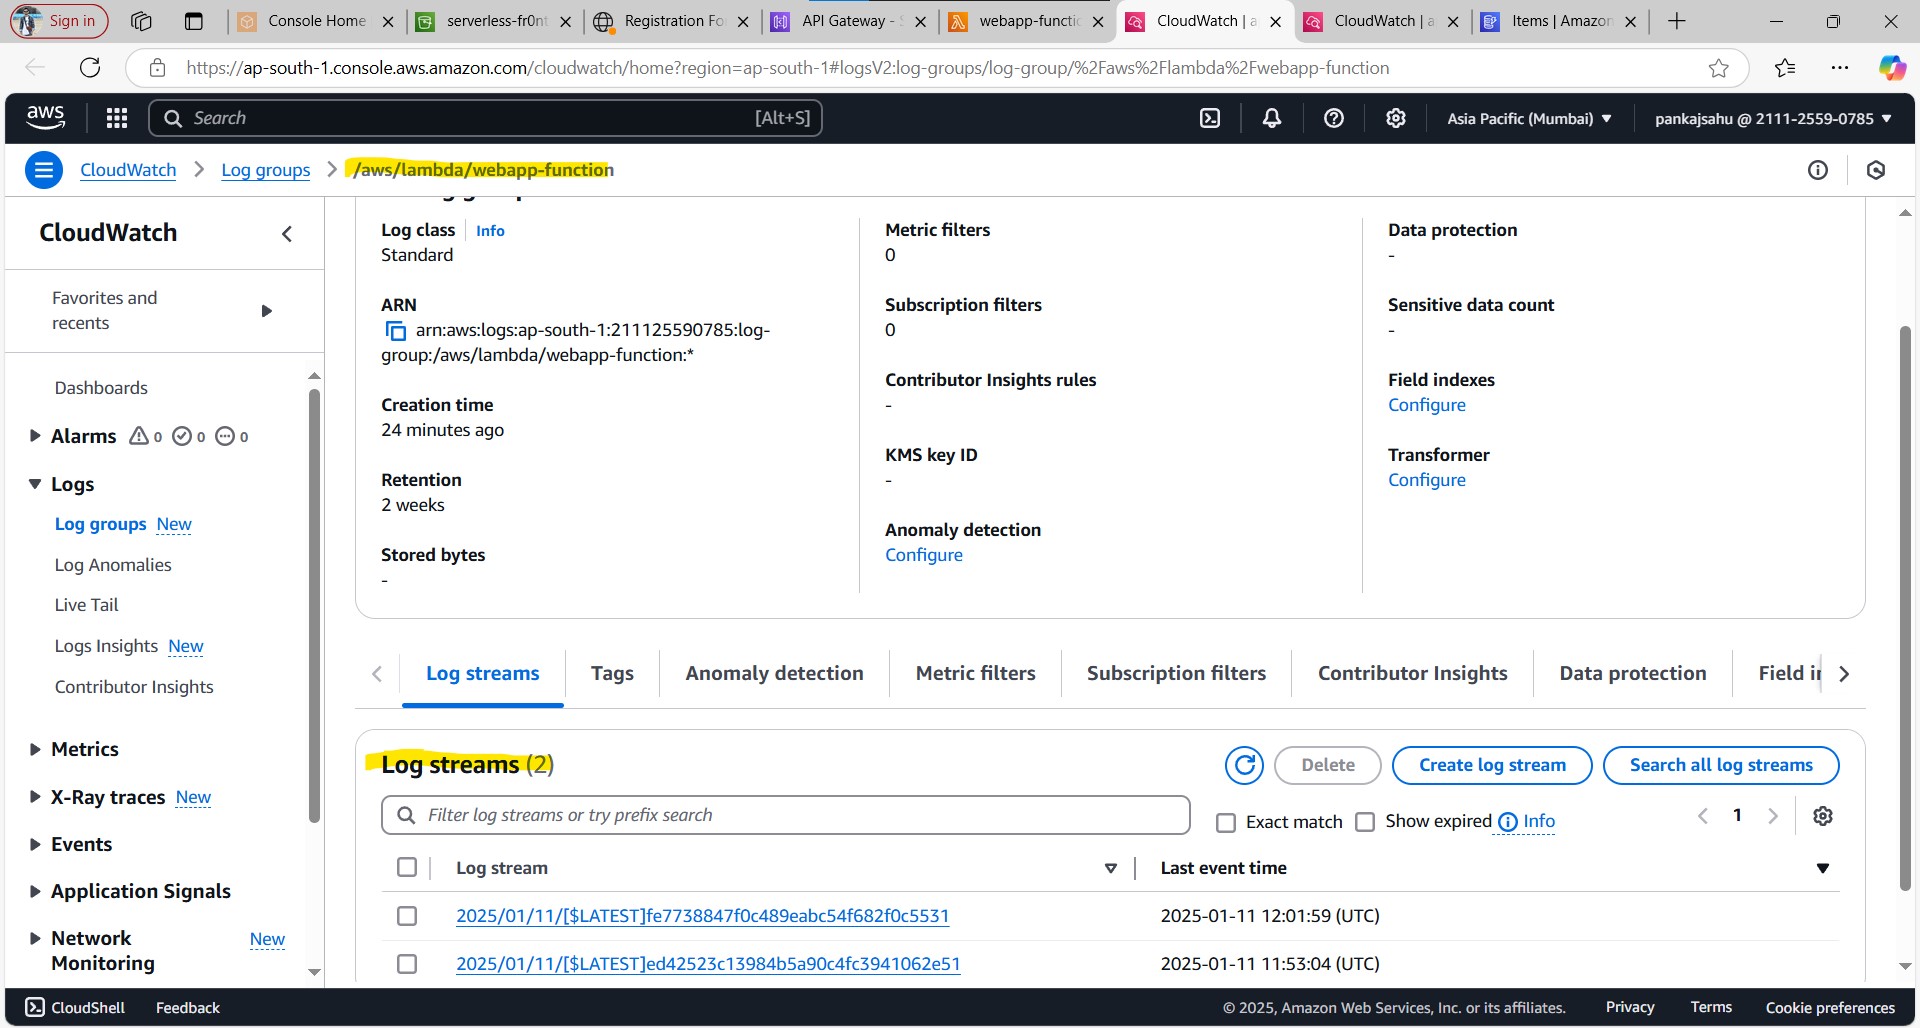 Sign in
Console Home
serverless-fr0nt
Registration Fo
API Gateway - S
webapp-functio
CloudWatch | a
CloudWatch | a
Items | Amazon
https://ap-south-1.console.aws.amazon.com/cloudwatch/home?region=ap-south-1#logsV2:log-groups/log-group/%2Faws%2Flambda%2Fwebapp-function
aws
Search [Alt+S]
Asia Pacific (Mumbai)
pankajsahu @ 2111-2559-0785
CloudWatch > Log groups > /aws/lambda/webapp-function
CloudWatch
Favorites and
recents
Dashboards
Alarms 0 0 0
Logs
Log groups New
Log Anomalies
Live Tail
Logs Insights New
Contributor Insights
Metrics
X-Ray traces New
Events
Application Signals
Network
Monitoring
New
Log class Info
Standard
ARN
arn:aws:logs:ap-south-1:211125590785:log-
group:/aws/lambda/webapp-function:*
Creation time
24 minutes ago
Retention
2 weeks
Stored bytes
-
Metric filters
0
Subscription filters
0
Contributor Insights rules
-
KMS key ID
-
Anomaly detection
Configure
Data protection
-
Sensitive data count
-
Field indexes
Configure
Transformer
Configure
Log streams
Tags
Anomaly detection
Metric filters
Subscription filters
Contributor Insights
Data protection
Field i
Log streams (2)
Delete
Create log stream
Search all log streams
Filter log streams or try prefix search
Exact match
Show expired
Info
1
Log stream
Last event time
2025/01/11/[$LATEST]fe7738847f0c489eabc54f682f0c5531
2025-01-11 12:01:59 (UTC)
2025/01/11/[$LATEST]ed42523c13984b5a90c4fc3941062e51
2025-01-11 11:53:04 (UTC)
CloudShell
Feedback
© 2025, Amazon Web Services, Inc. or its affiliates.
Privacy
Terms
Cookie preferences